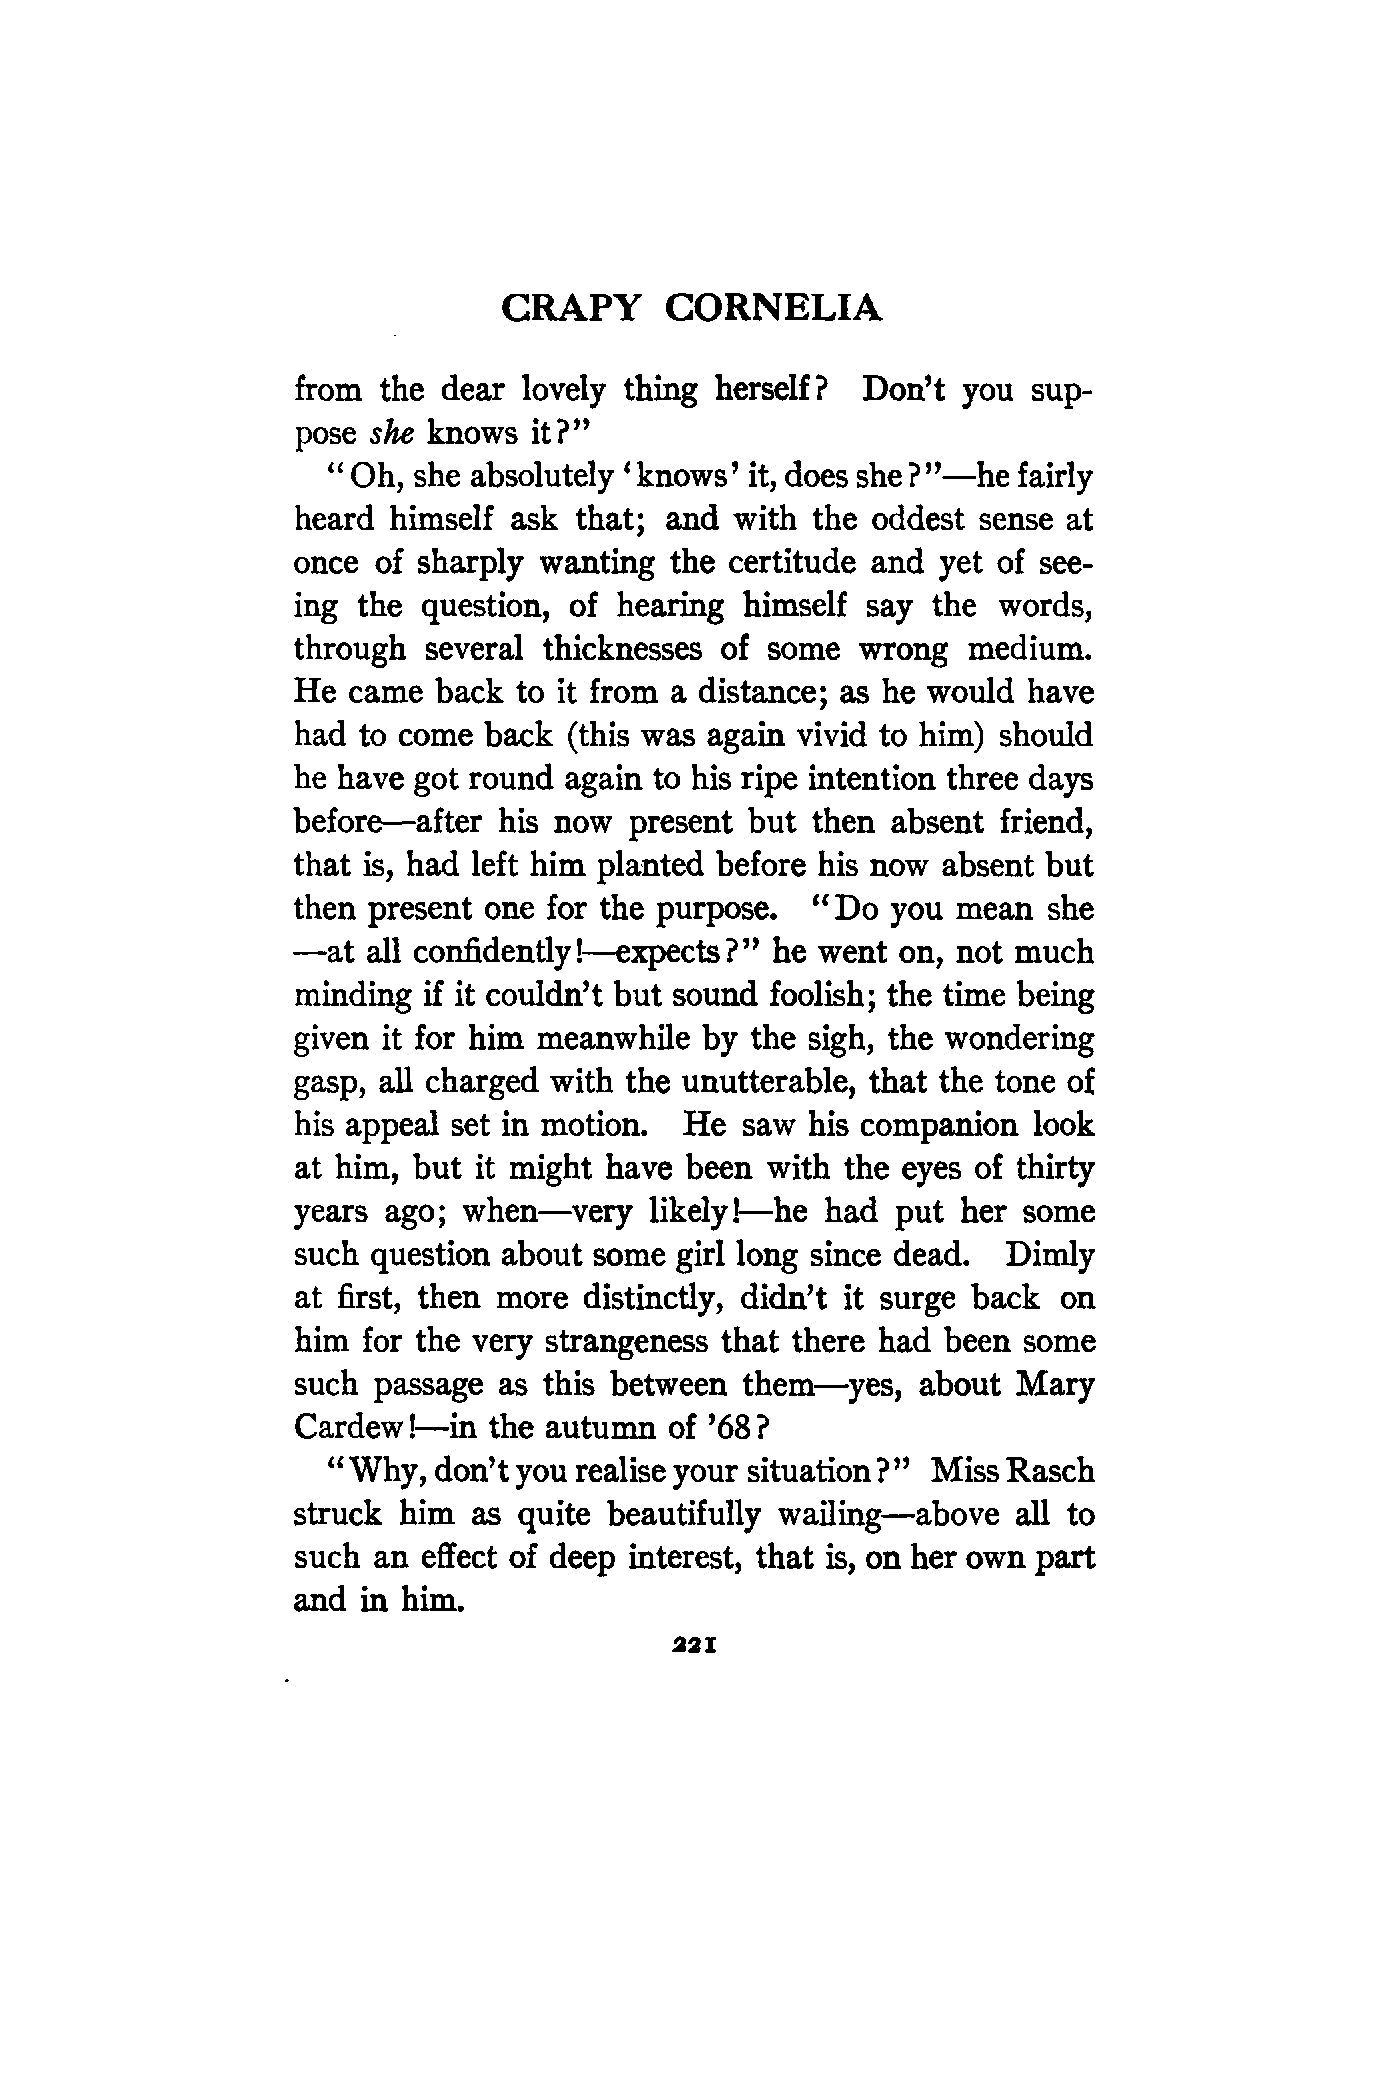 CRAPY CORNELIA
from the dear lovely thing herself? Don't you sup-
pose she knows it?"
"Oh, she absolutely 'knows' it, does she?"—he fairly
heard himself ask that; and with the oddest sense at
once of sharply wanting the certitude and yet of see-
ing the question, of hearing himself say the words,
through several thicknesses of some wrong medium.
He came back to it from a distance; as he would have
had to come back (this was again vivid to him) should
he have got round again to his ripe intention three days
before—after his now present but then absent friend,
that is, had left him planted before his now absent but
then present one for the purpose. "Do you mean she
—at all confidently!—expects?" he went on, not much
minding if it couldn't but sound foolish; the time being
given it for him meanwhile by the sigh, the wondering
gasp, all charged with the unutterable, that the tone of
his appeal set in motion. He saw his companion look
at him, but it might have been with the eyes of thirty
years ago; when—very likely!—he had put her some
such question about some girl long since dead. Dimly
at first, then more distinctly, didn't it surge back on
him for the very strangeness that there had been some
such passage as this between them—yes, about Mary
Cardew!—in the autumn of '68?
"Why, don't you realise your situation?" Miss Rasch
struck him as quite beautifully wailing—above all to
such an effect of deep interest, that is, on her own part
and in him.
221